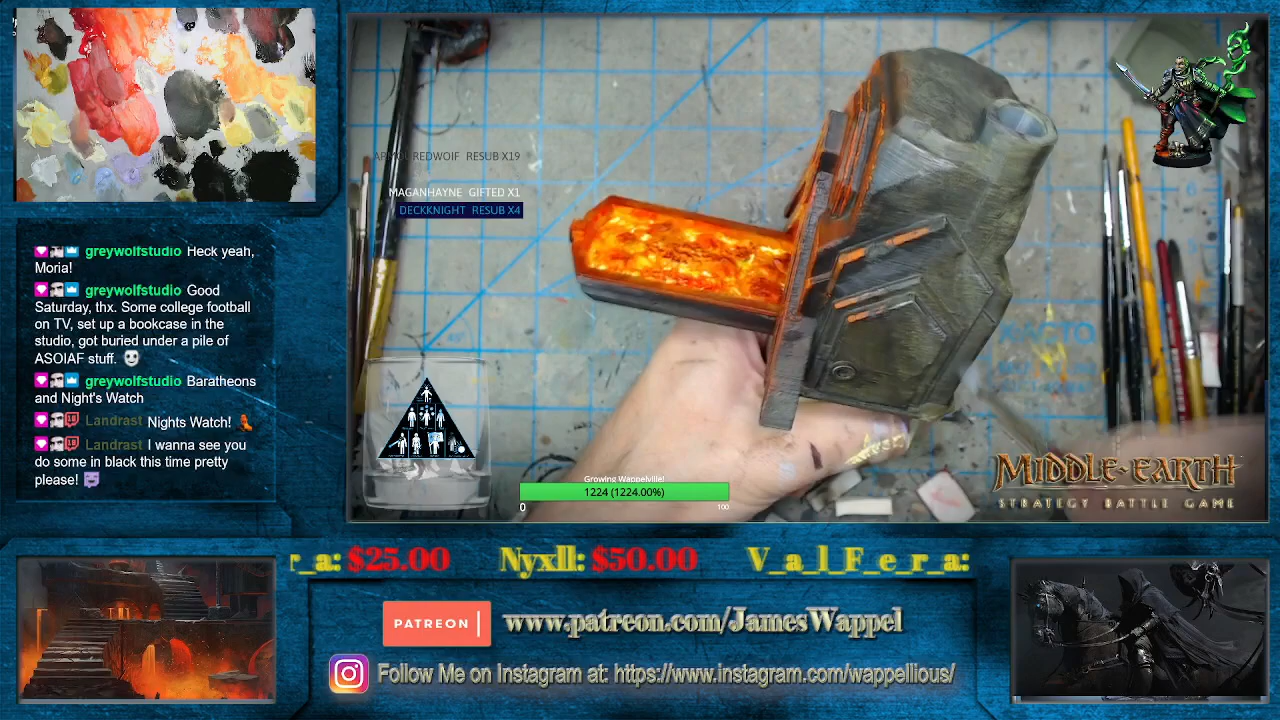 greywolfstudio Heck yeah,
Moria!
greywolfstudio Good
Saturday, thx. Some college football
on TV, set up a bookcase in the
studio, got buried under a pile of
ASOIAF stuff.
greywolfstudio Baratheons
and Night's Watch
Landrast Nights Watch!
Landrast I wanna see you
do some in black this time pretty
please!
REDWOIF RESUB X19
MAGANHAYNE GIFTED X1
DECKKNIGHT RESUB X4
Growing Wappelville!
1224 (1224.00%)
0 100
MIDDLE-EARTH
STRATEGY BATTLE GAME
r_a: $25.00 Nyxll: $50.00 V_a_l_F_e_r_a:
PATREON www.patreon.com/JamesWappel
Follow Me on Instagram at: https://www.instagram.com/wappellious/